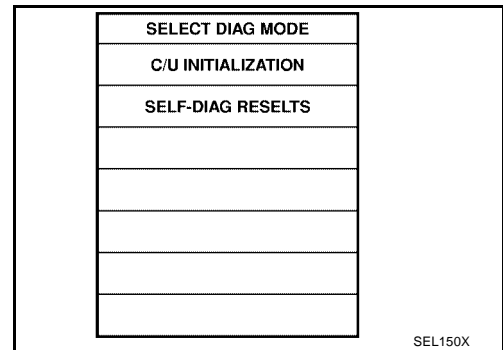 SELECT DIAG MODE
C/U INITIALIZATION
SELF-DIAG RESELTS
SEL150X